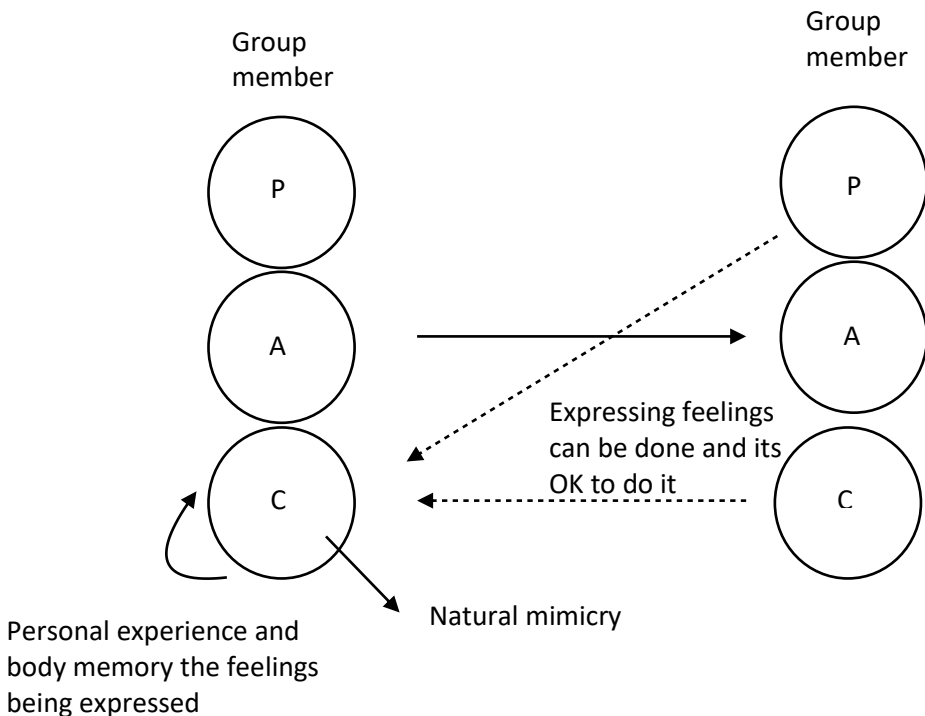 Group
member
Group
member
P
P
A
A
Expressing feelings
can be done and its
OK to do it
C
C
Natural mimicry
Personal experience and
body memory the feelings
being expressed